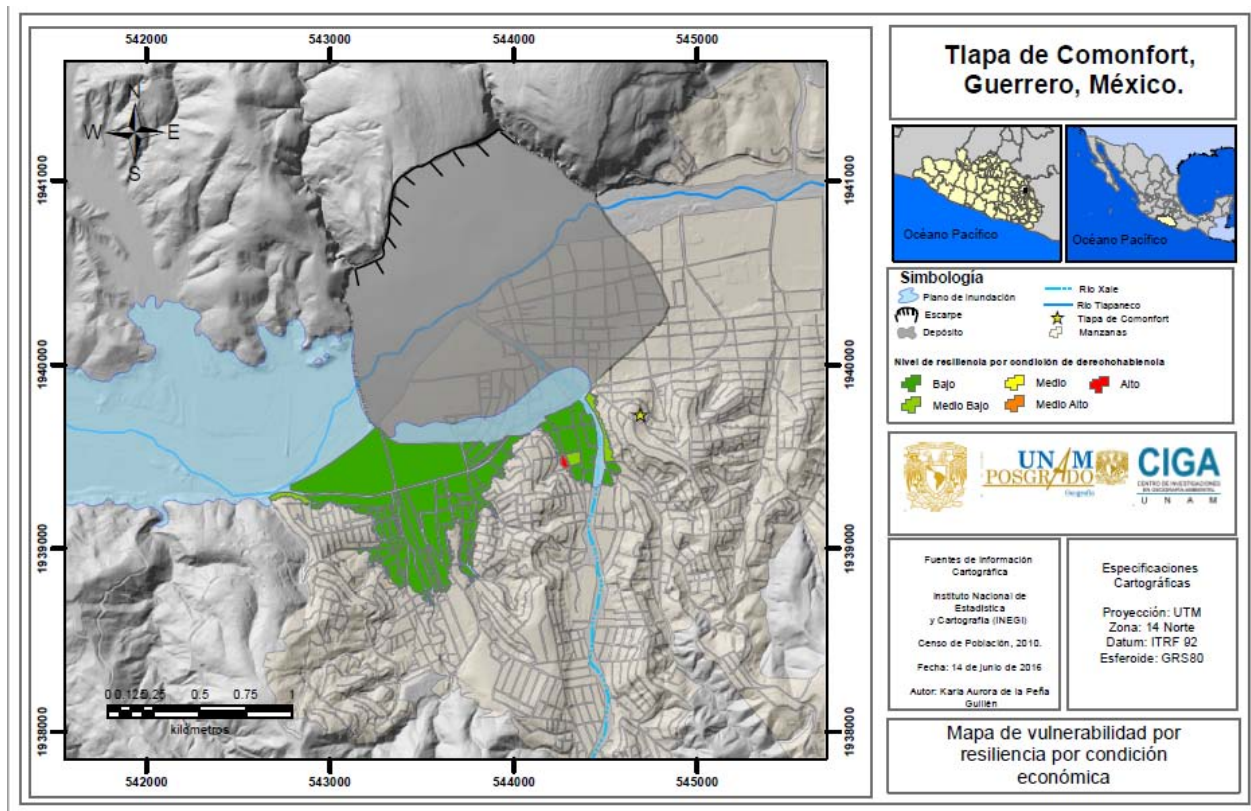 542000
543000
544000
545000
1941000
1940000
1939000
1938000
1941000
1940000
1939000
1938000
N
W
E
S
0 0.125 0.25 0.5 0.75 1
kilómetros
542000
543000
544000
545000
Tlapa de Comonfort,
Guerrero, México.
Océano Pacífico
Océano Pacífico
Simbología
Plano de Inundación
Escarpe
Depósito
Río Xale
Río Tlapaneco
Tlapa de Comonfort
Manzanas
Nivel de resiliencia por condición de derechohabiencia
Bajo
Medio
Alto
Medio Bajo
Medio Alto
UNAM
POSGRADO
Geografía
CIGA
CENTRO DE INVESTIGACIONES
EN GEOGRAFÍA AMBIENTAL
U N A M
Fuentes de Información
Cartográfica
Instituto Nacional de
Estadística
y Cartografía (INEGI)
Censo de Población, 2010.
Fecha: 14 de junio de 2016
Autor: Karla Aurora de la Peña
Guillén
Especificaciones
Cartográficas
Proyección: UTM
Zona: 14 Norte
Datum: ITRF 92
Esferoide: GRS80
Mapa de vulnerabilidad por
resiliencia por condición
económica